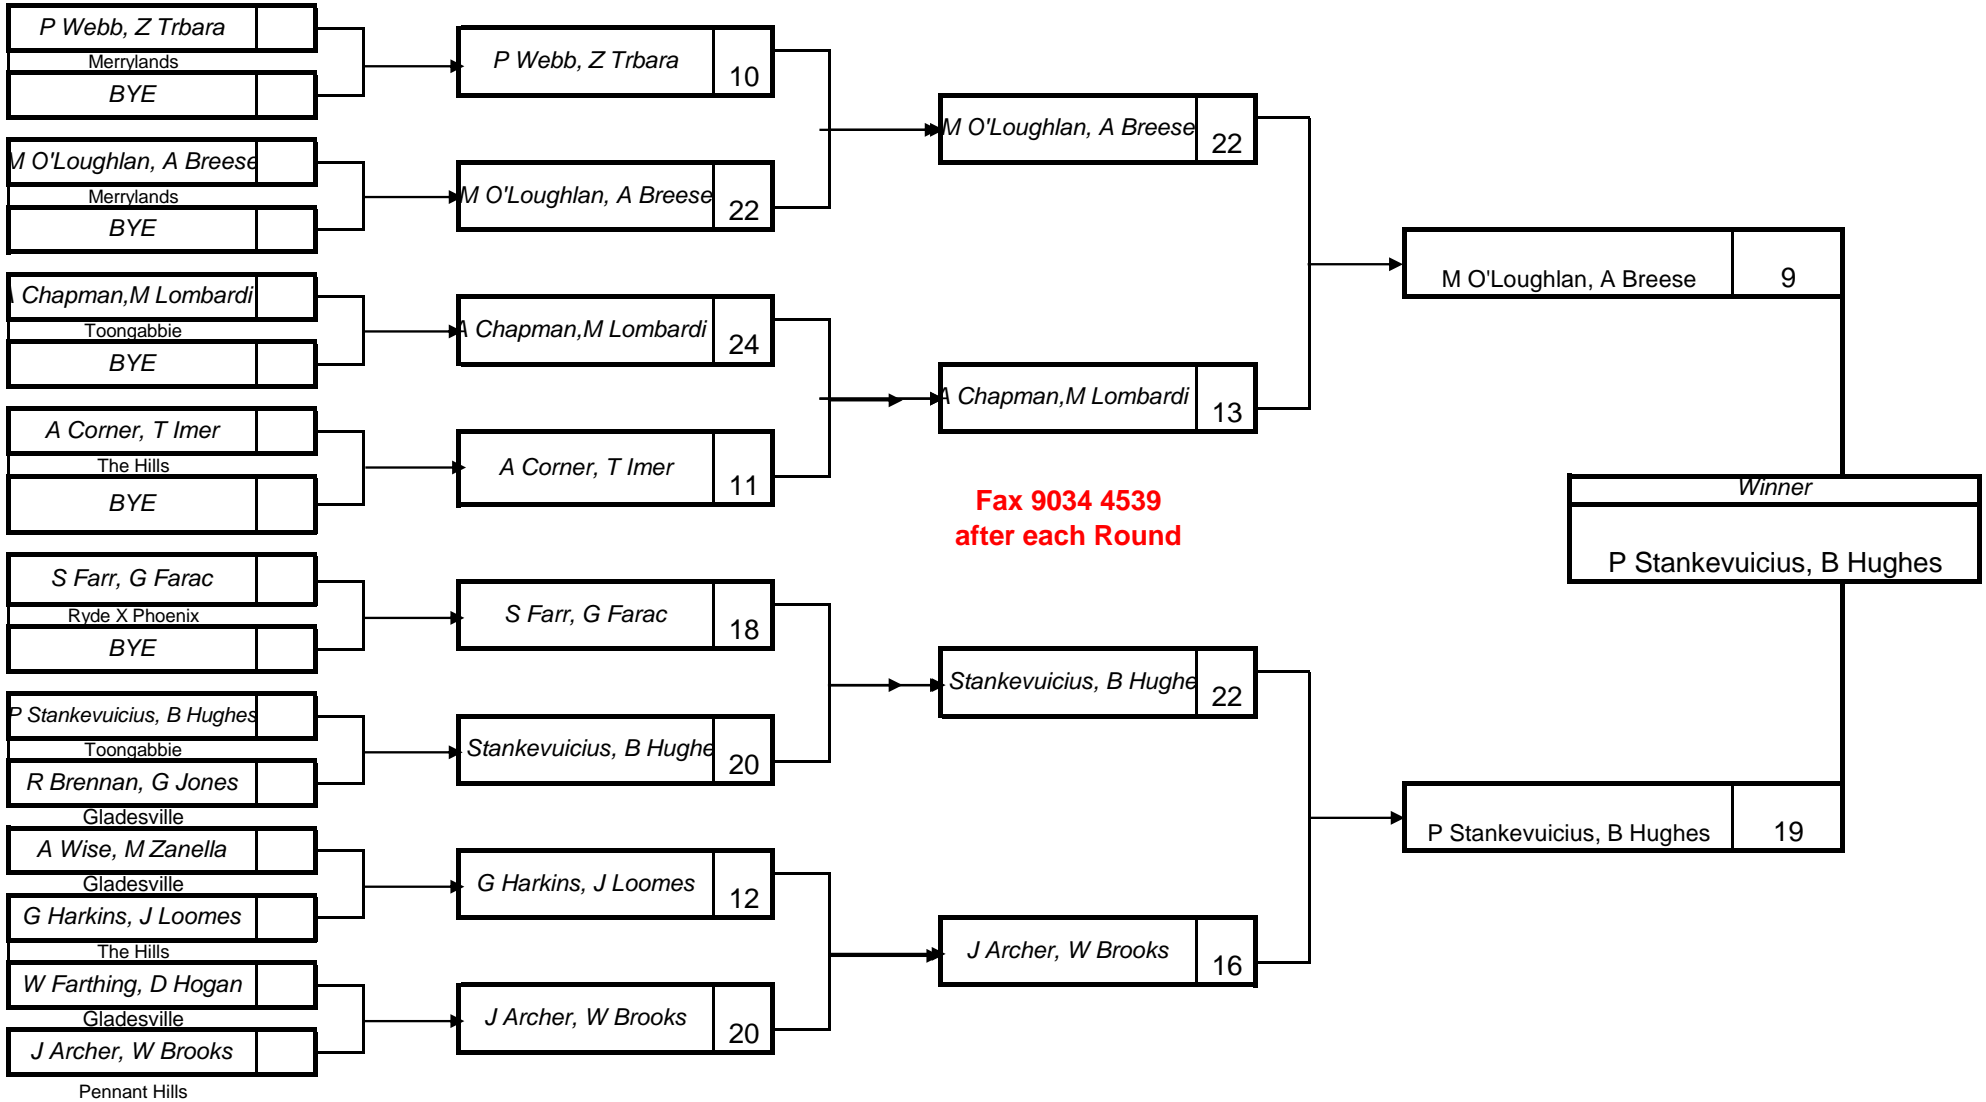 P Webb, Z Trbara
Merrylands
BYE
M O'Loughlan, A Breese
Merrylands
BYE
A Chapman,M Lombardi
Toongabbie
BYE
A Corner, T Imer
The Hills
BYE
S Farr, G Farac
Ryde X Phoenix
BYE
P Stankevuicius, B Hughes
Toongabbie
R Brennan, G Jones
Gladesville
A Wise, M Zanella
Gladesville
G Harkins, J Loomes
The Hills
W Farthing, D Hogan
Gladesville
J Archer, W Brooks
Pennant Hills
P Webb, Z Trbara 10
M O'Loughlan, A Breese 22
A Chapman,M Lombardi 24
A Corner, T Imer 11
S Farr, G Farac 18
Stankevuicius, B Hughe 20
G Harkins, J Loomes 12
J Archer, W Brooks 20
M O'Loughlan, A Breese 22
A Chapman,M Lombardi 13
Fax 9034 4539
after each Round
Stankevuicius, B Hughe 22
J Archer, W Brooks 16
M O'Loughlan, A Breese 9
P Stankevuicius, B Hughes 19
Winner
P Stankevuicius, B Hughes